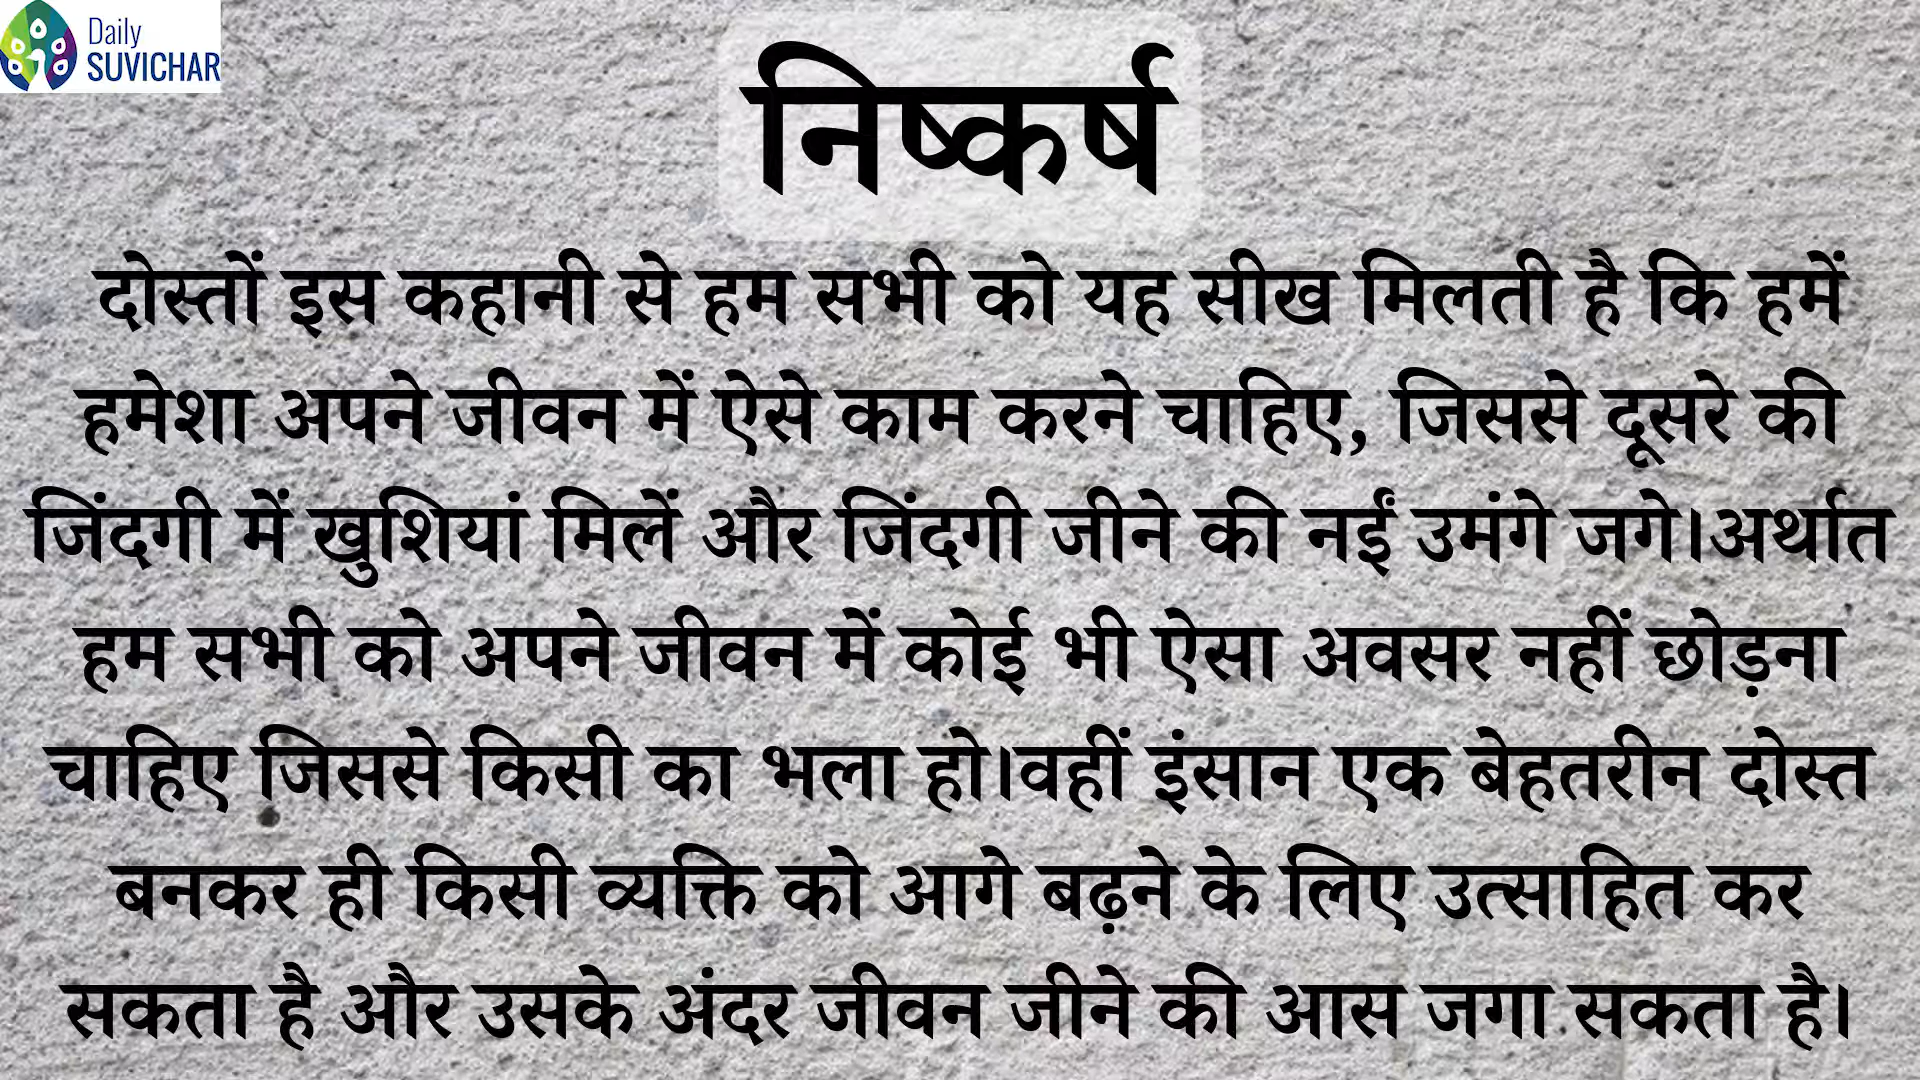 Daily
SUVICHAR
निष्कर्ष
दोस्तों इस कहानी से हम सभी को यह सीख मिलती है कि हमें
हमेशा अपने जीवन में ऐसे काम करने चाहिए, जिससे दूसरे की
जिंदगी में खुशियां मिलें और जिंदगी जीने की नईं उमंगे जगे।अर्थात
हम सभी को अपने जीवन में कोई भी ऐसा अवसर नहीं छोड़ना
चाहिए जिससे किसी का भला हो।वहीं इंसान एक बेहतरीन दोस्त
बनकर ही किसी व्यक्ति को आगे बढ़ने के लिए उत्साहित कर
सकता है और उसके अंदर जीवन जीने की आस जगा सकता है।